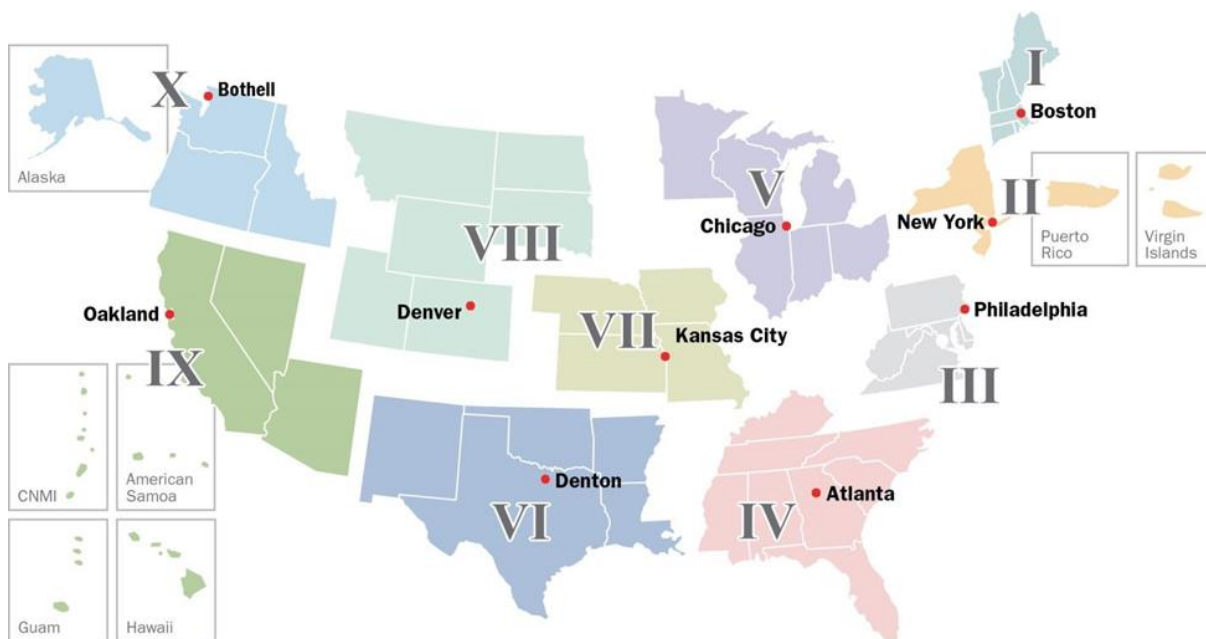 I
X
Bothell
Boston
Alaska
V
II
Chicago
New York
Puerto
Rico
Virgin
Islands
VIII
Oakland
Denver
Philadelphia
VII
Kansas City
IX
III
CNMI
American
Samoa
Denton
Atlanta
VI
IV
Guam
Hawaii